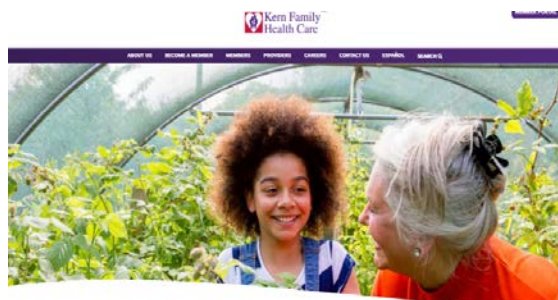 Kern Family
Health Care
ABOUT US BECOME A MEMBER MEMBERS PROVIDERS CAREERS CONTACT US ESPAÑOL SEARCH